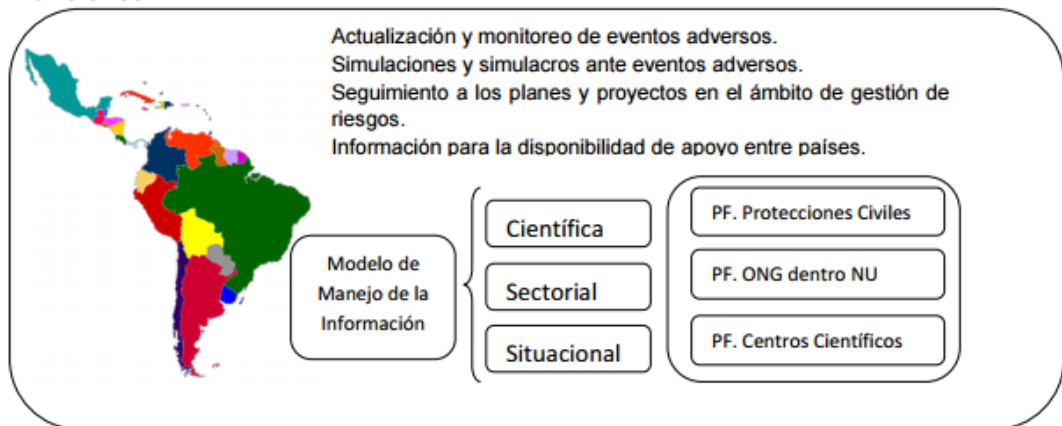 Actualización y monitoreo de eventos adversos.
Simulaciones y simulacros ante eventos adversos.
Seguimiento a los planes y proyectos en el ámbito de gestión de
riesgos.
Información para la disponibilidad de apoyo entre países.
Modelo de
Manejo de la
Información
Científica
Sectorial
Situacional
PF. Protecciones Civiles
PF. ONG dentro NU
PF. Centros Científicos